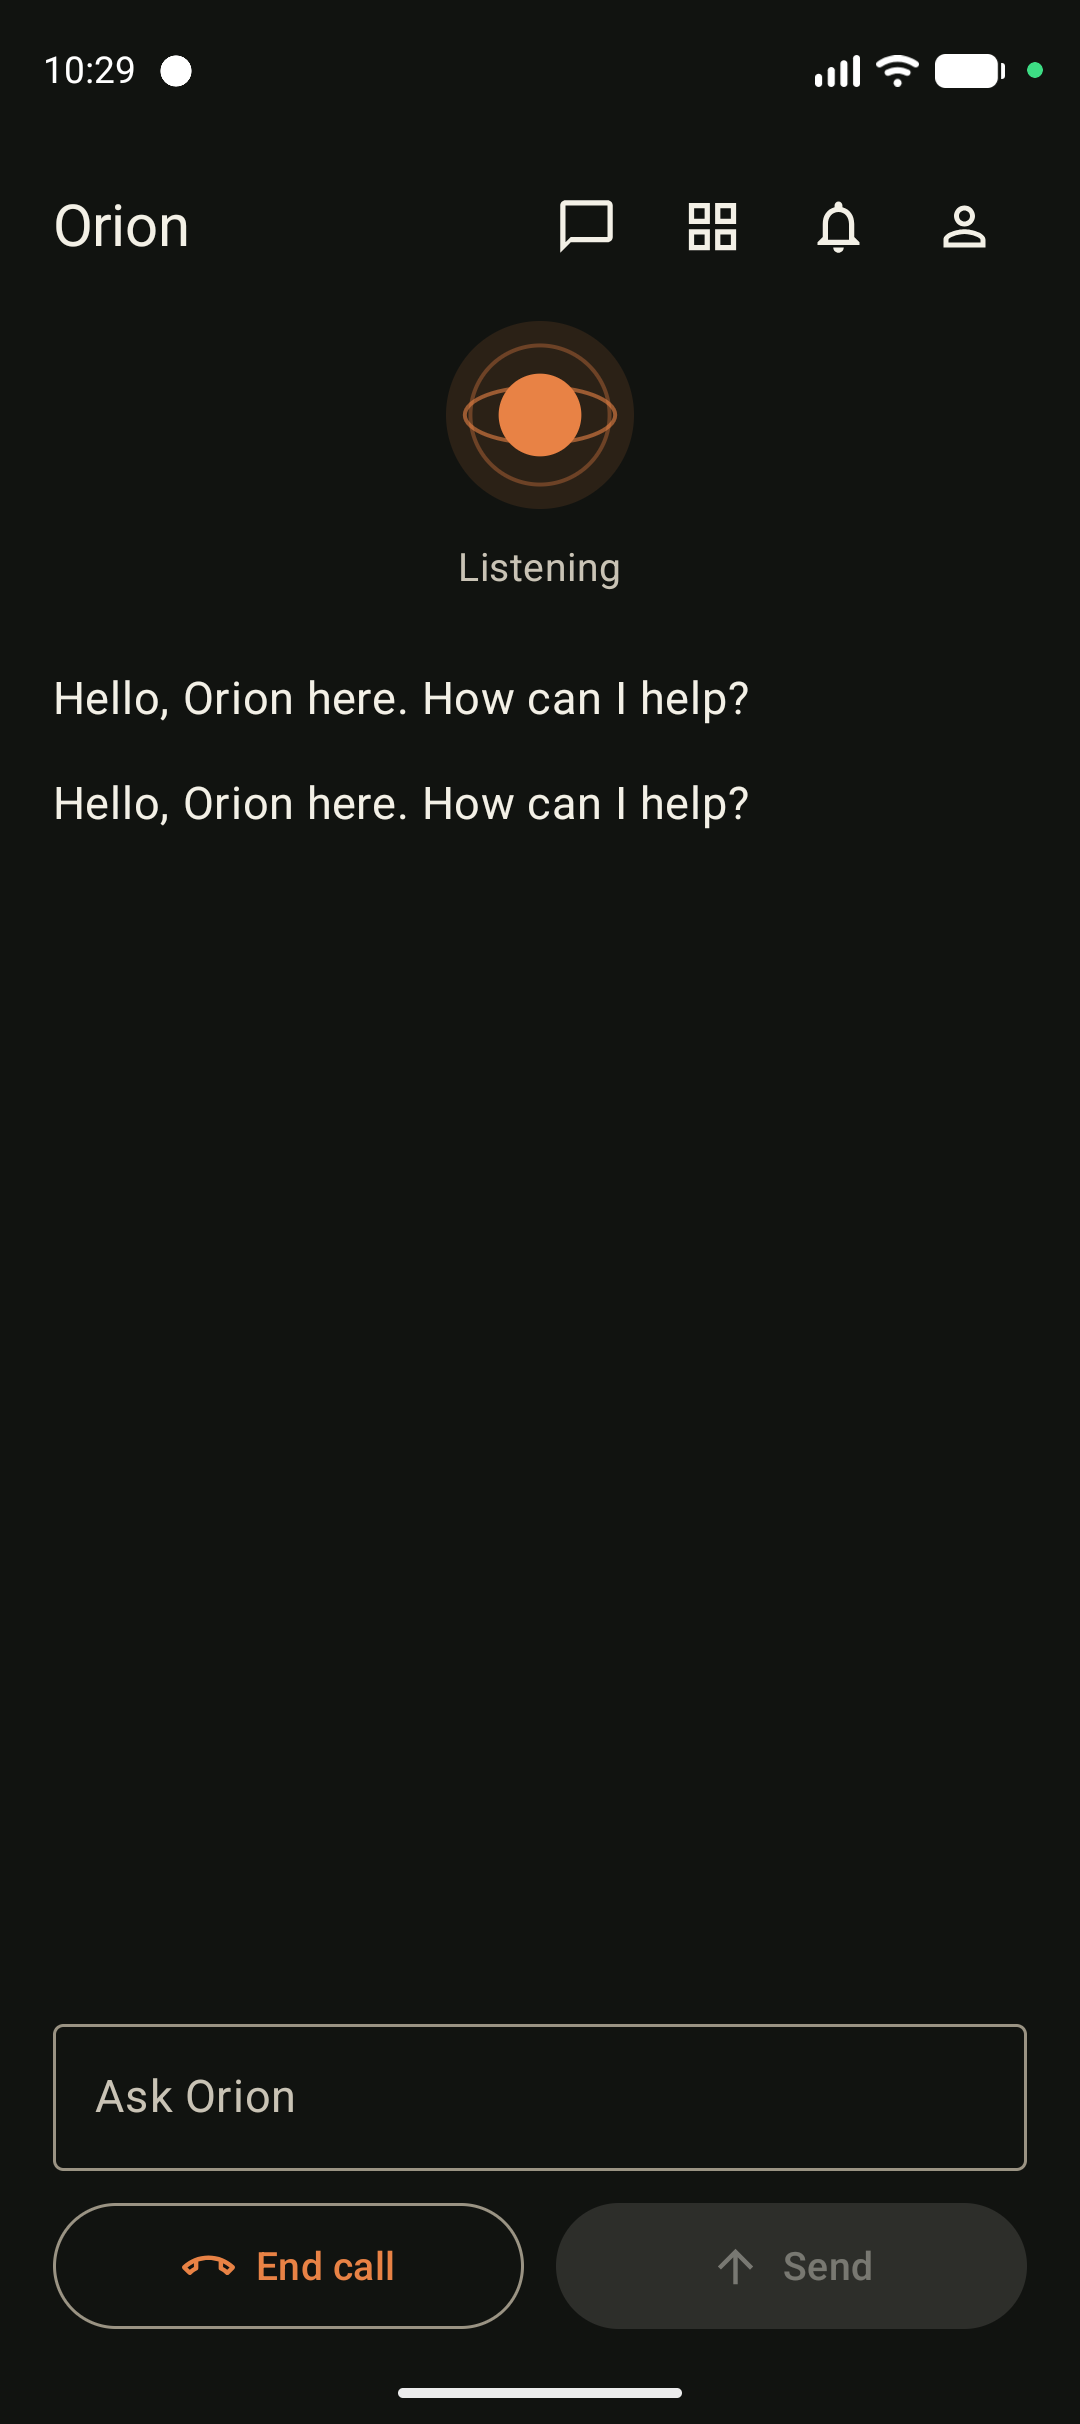 10:29
Orion
Listening
Hello, Orion here. How can I help?
Hello, Orion here. How can I help?
Ask Orion
End call
Send